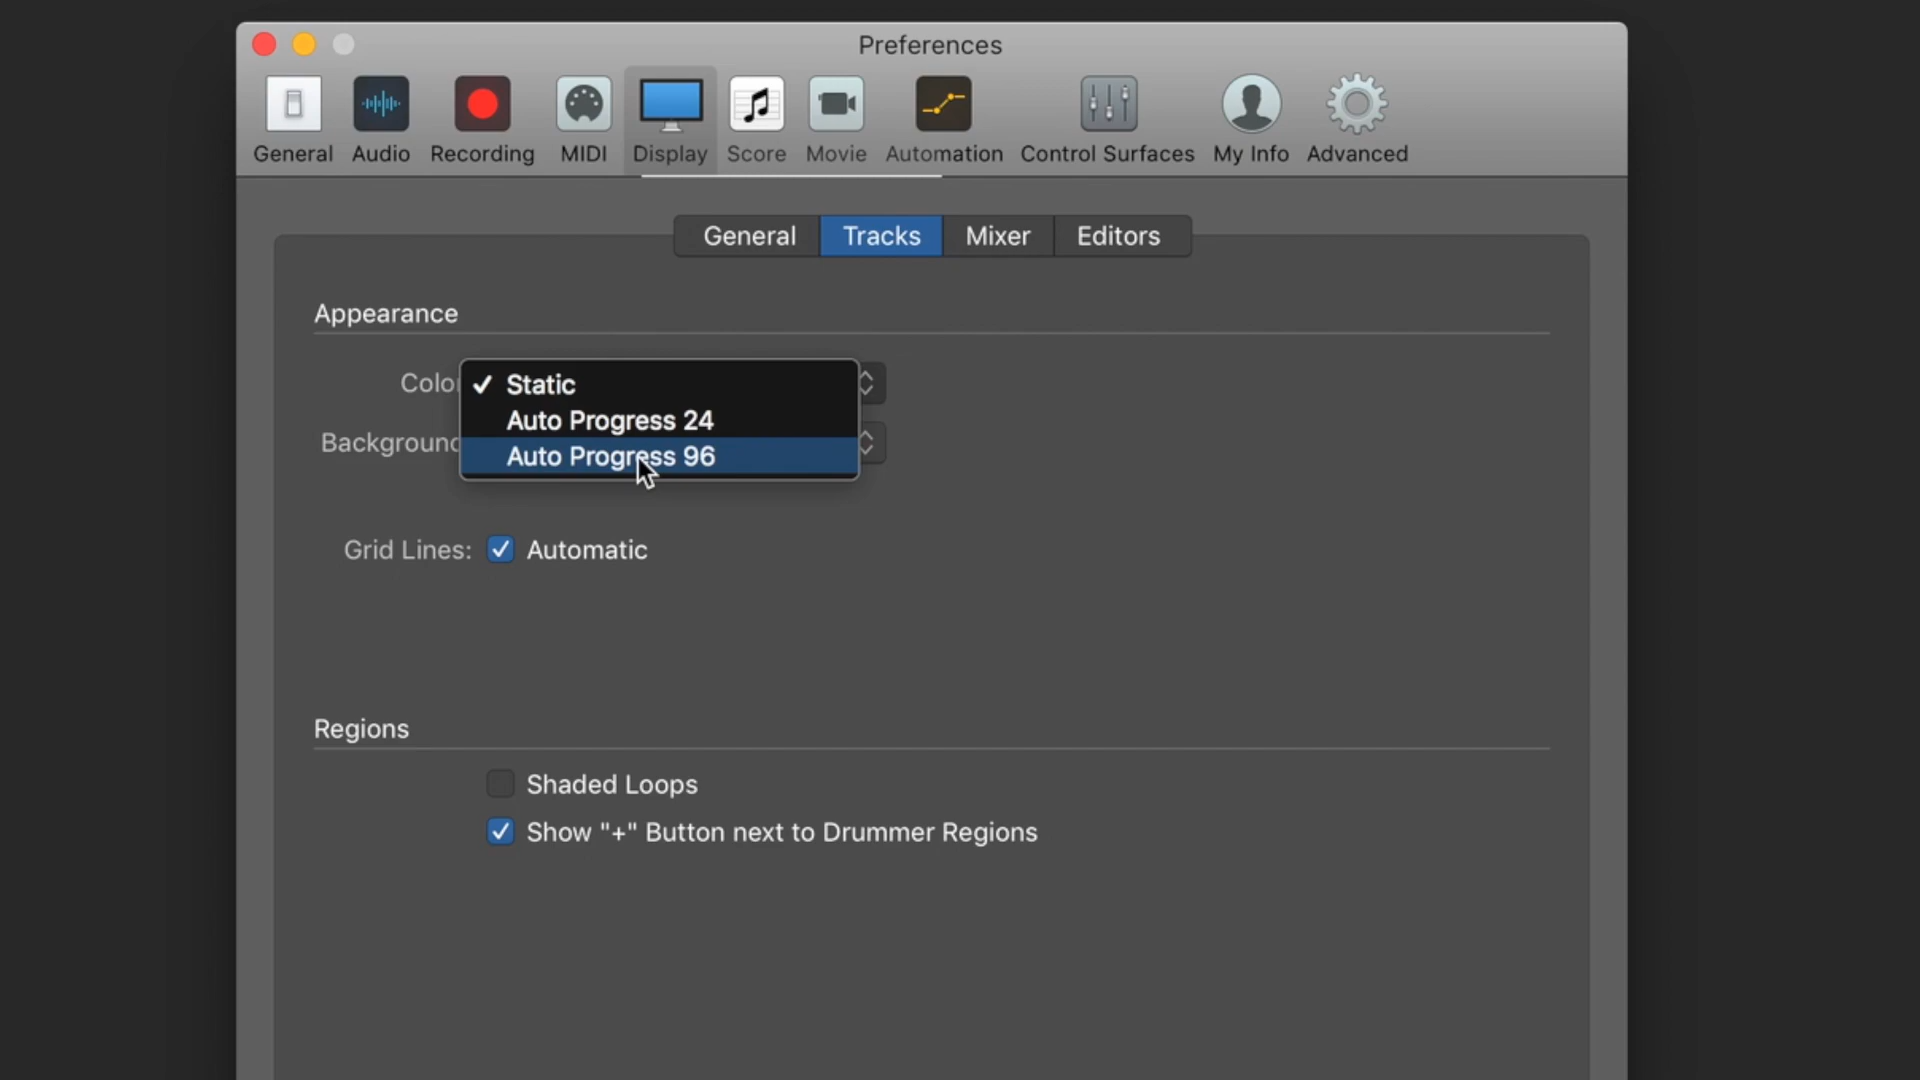 Preferences
General Audio Recording MIDI Display Score Movie Automation Control Surfaces My Info Advanced
General Tracks Mixer Editors
Appearance
✓ Static
Auto Progress 24
Background
Auto Progress 96
Grid Lines: Automatic
Regions
Shaded Loops
Show "+" Button next to Drummer Regions